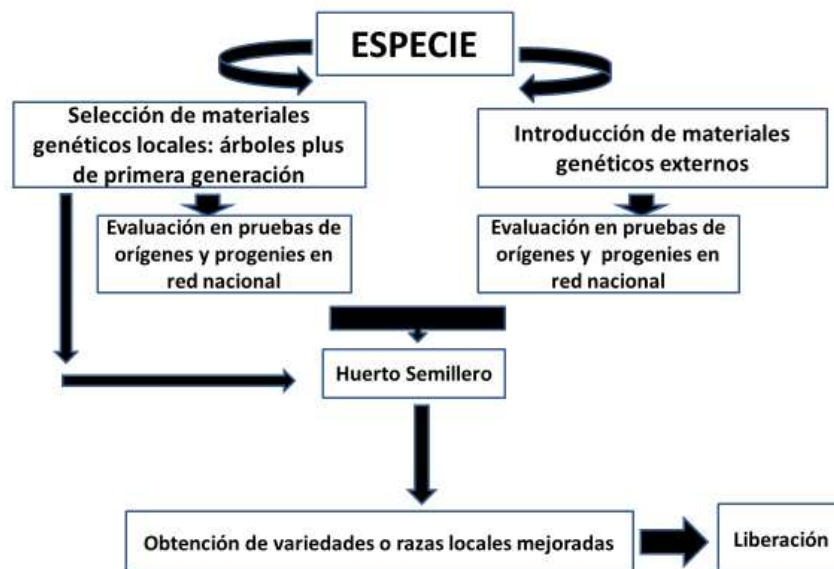 ESPECIE
Selección de materiales
genéticos locales: árboles plus
de primera generación
Introducción de materiales
genéticos externos
Evaluación en pruebas de
orígenes y progenies en
red nacional
Evaluación en pruebas de
orígenes y progenies en
red nacional
Huerto Semillero
Obtención de variedades o razas locales mejoradas
Liberación